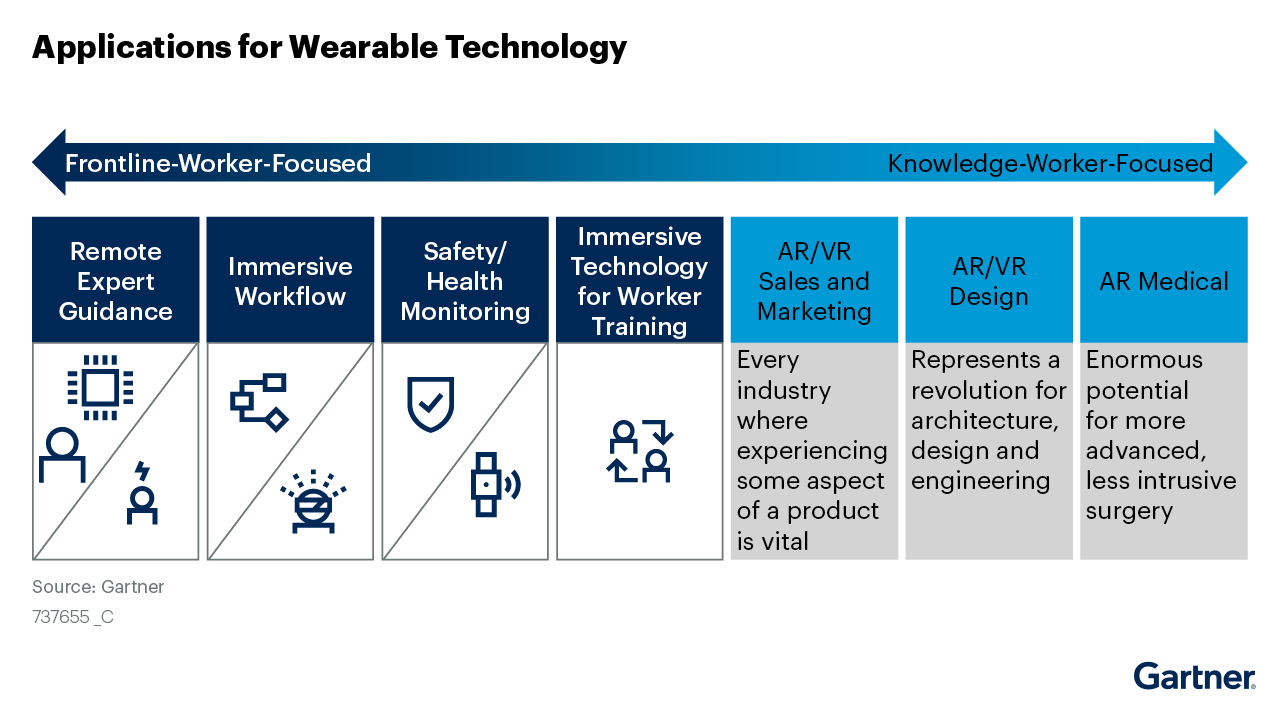 Applications for Wearable Technology
Frontline-Worker-Focused
Knowledge-Worker-Focused
Remote
Expert
Guidance
Immersive
Workflow
Safety/
Health
Monitoring
Immersive
Technology
for Worker
Training
AR/VR
Sales and
Marketing
AR/VR
Design
AR Medical
Every
industry
where
experiencing
some aspect
of a product
is vital
Represents a
revolution for
architecture,
design and
engineering
Enormous
potential
for more
advanced,
less intrusive
surgery
Source: Gartner
737655 _C
Gartner®